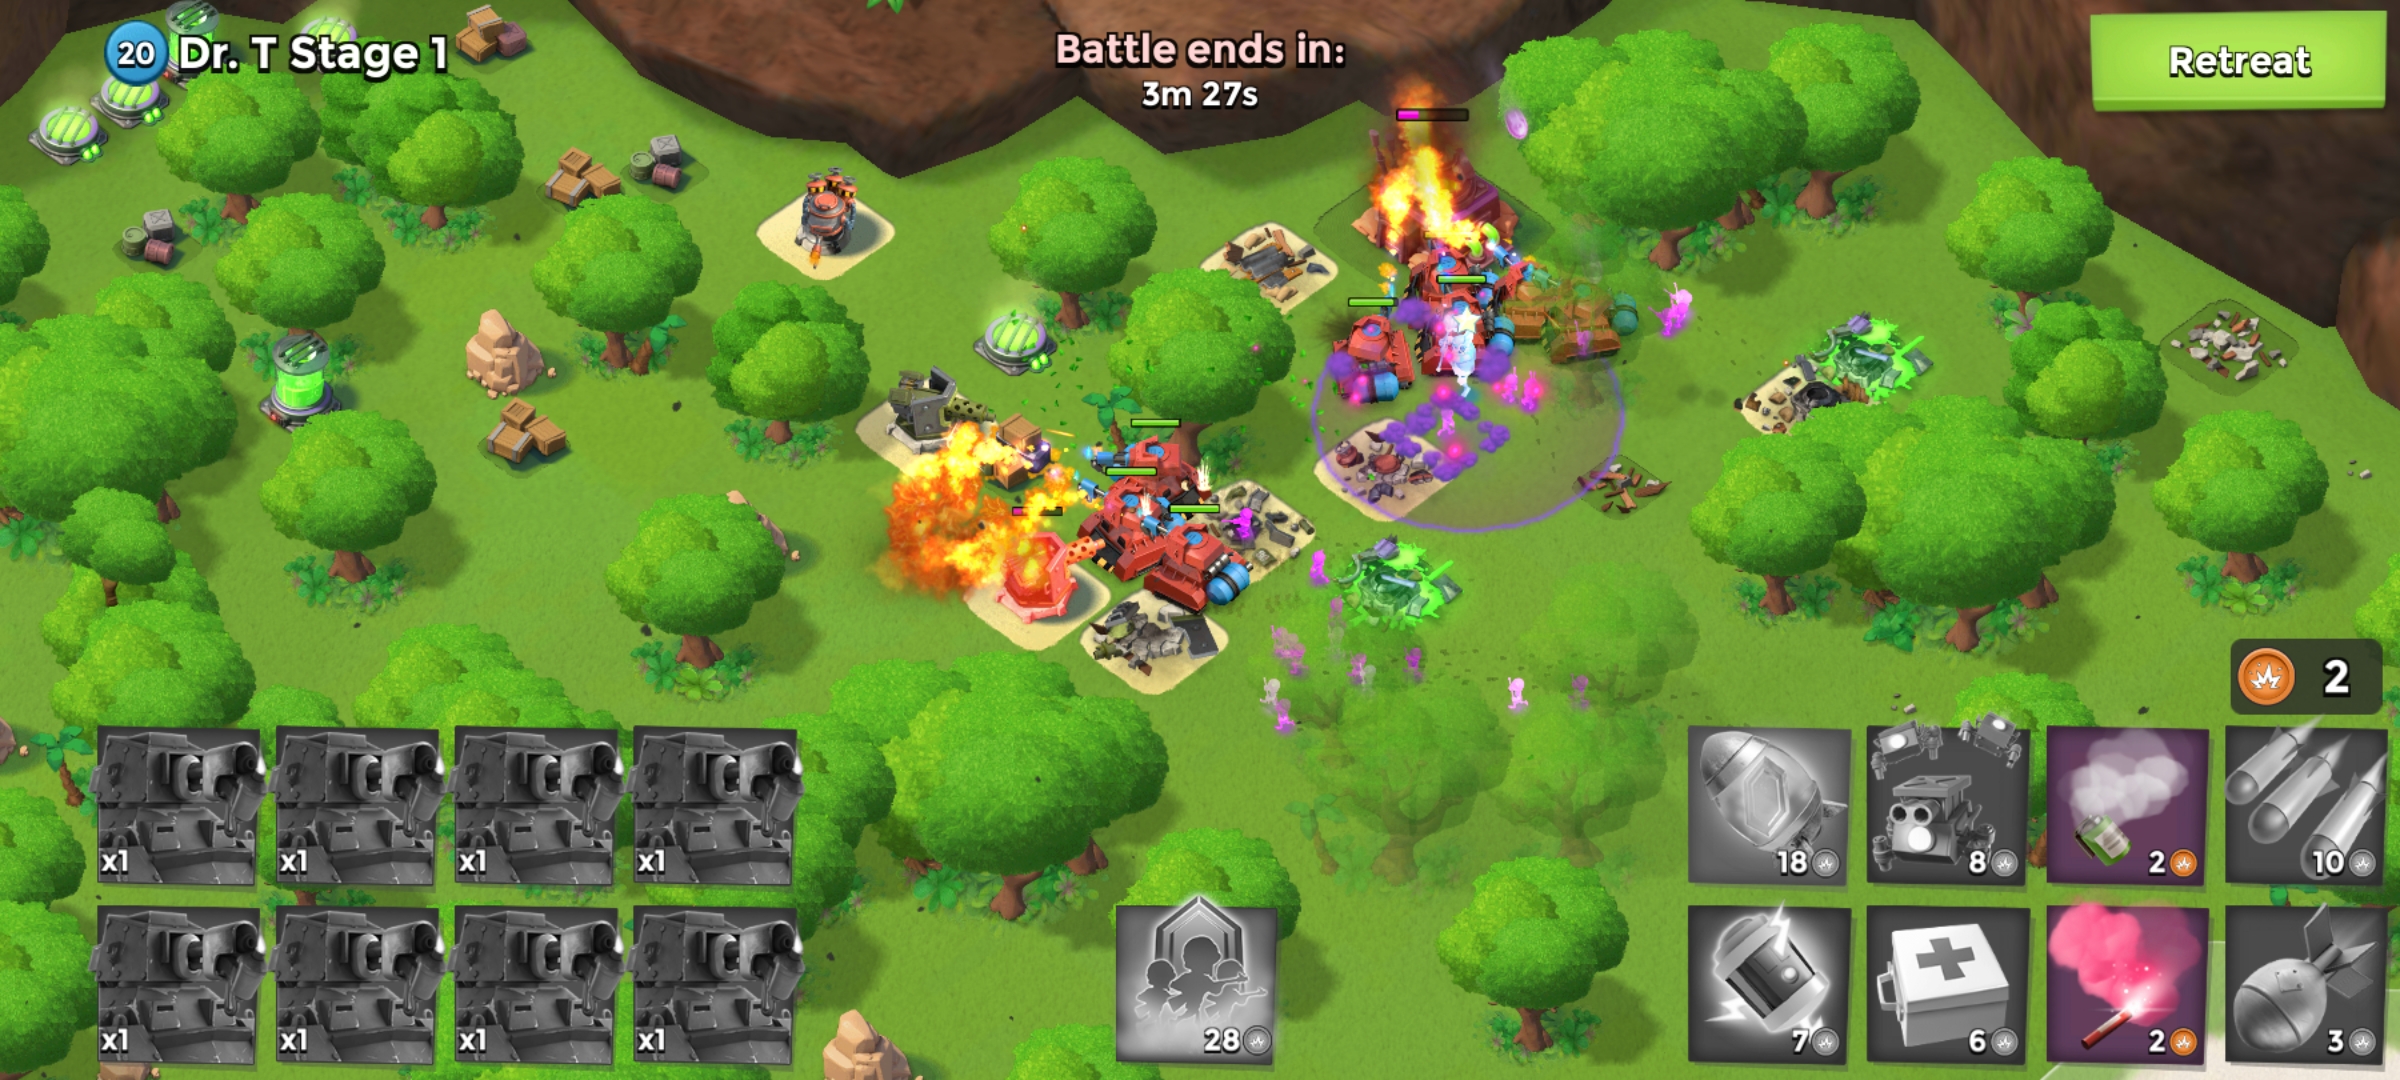 20 Dr. T Stage 1
Battle ends in:
3m 27s
Retreat
2
x1 x1 x1 x1
18 8 2 10
x1 x1 x1 x1
28
7 6 2 3